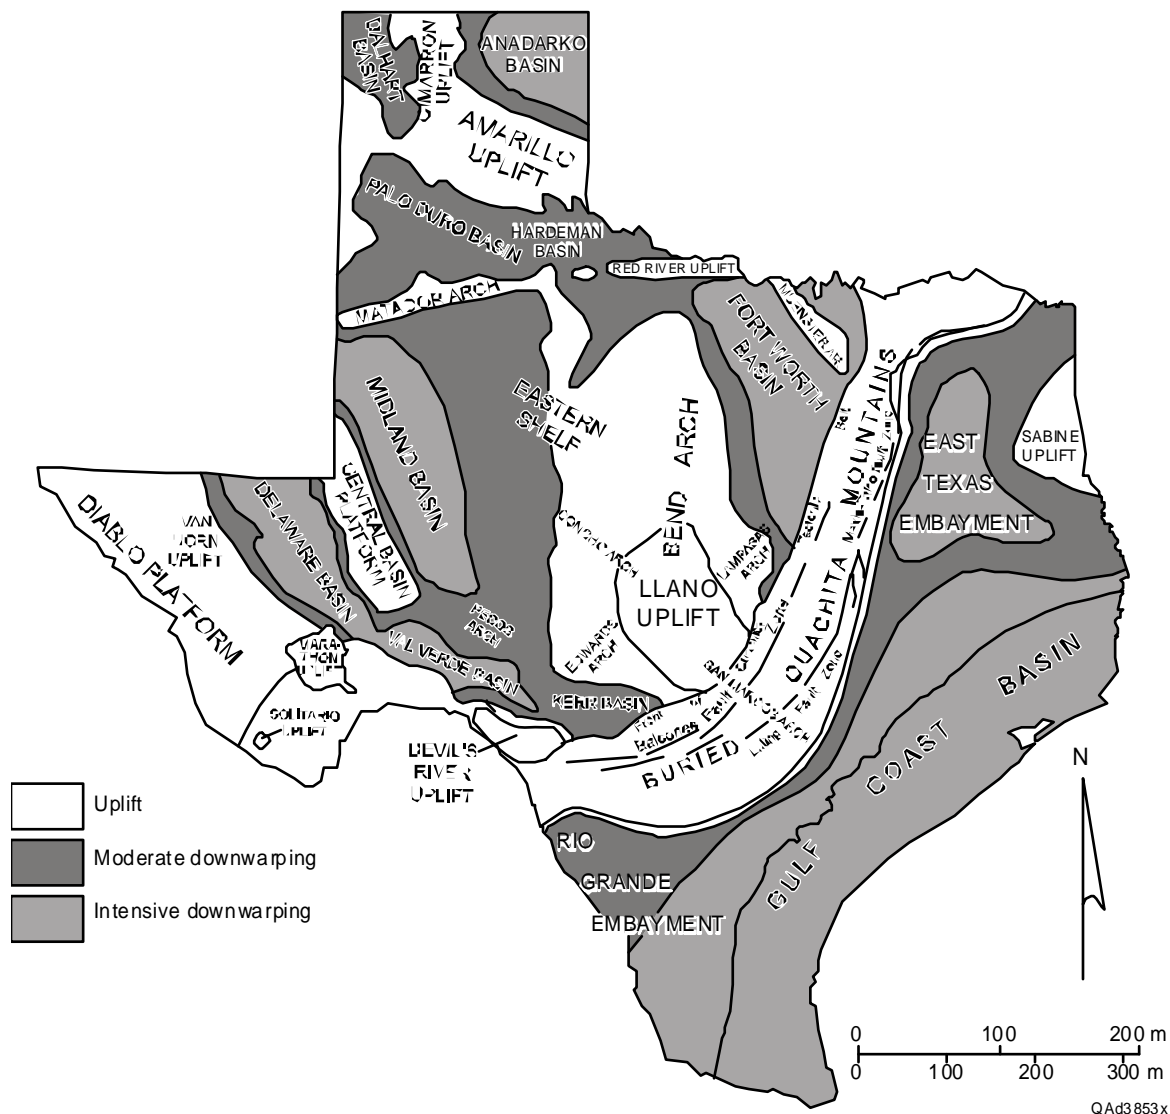 DALHART
BASIN
CIMARRON
UPLIFT
ANADARKO
BASIN
AMARILLO
UPLIFT
PALO DURO BASIN
HARDEMAN
BASIN
RED RIVER UPLIFT
MATADOR ARCH
FORT WORTH
BASIN
MIDLAND BASIN
EASTERN
SHELF
BEND ARCH
CENTRAL BASIN
PLATFORM
DELAWARE BASIN
DIABLO PLATFORM
VAN
HORN
UPLIFT
EAST
TEXAS
EMBAYMENT
SABINE
UPLIFT
CONCHO ARCH
LAMPASAS
ARCH
LLANO
UPLIFT
PECOS
ARCH
EDWARDS
ARCH
VAL VERDE BASIN
KERR BASIN
SOLITARIO
UPLIFT
DEVIL'S
RIVER
UPLIFT
BURIED OUACHITA MOUNTAINS
SAN MARCOS ARCH
Front of
Ouachita
Belt
Balcones Fault Zone
Luling Fault Zone
RIO
GRANDE
EMBAYMENT
GULF COAST BASIN
N
Uplift
Moderate downwarping
Intensive downwarping
0 100 200 m
0 100 200 300 m
QAd3853x